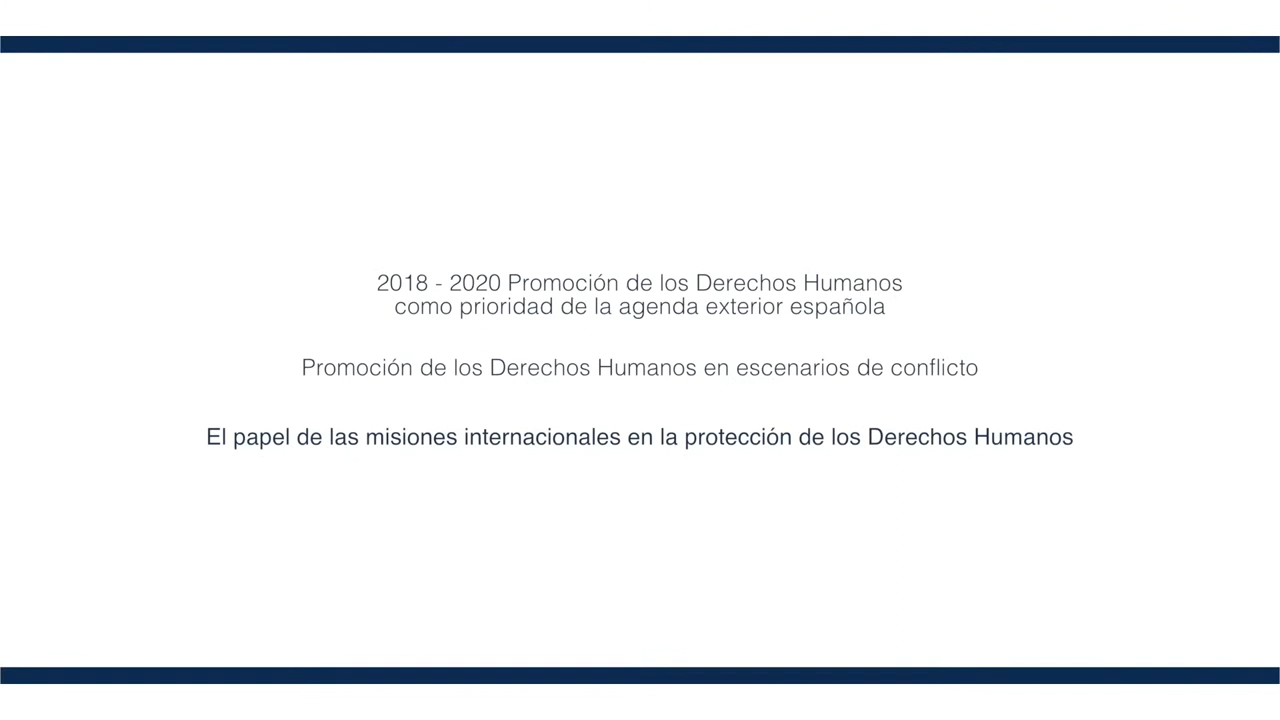 2018 - 2020 Promoción de los Derechos Humanos
como prioridad de la agenda exterior española
Promoción de los Derechos Humanos en escenarios de conflicto
El papel de las misiones internacionales en la protección de los Derechos Humanos